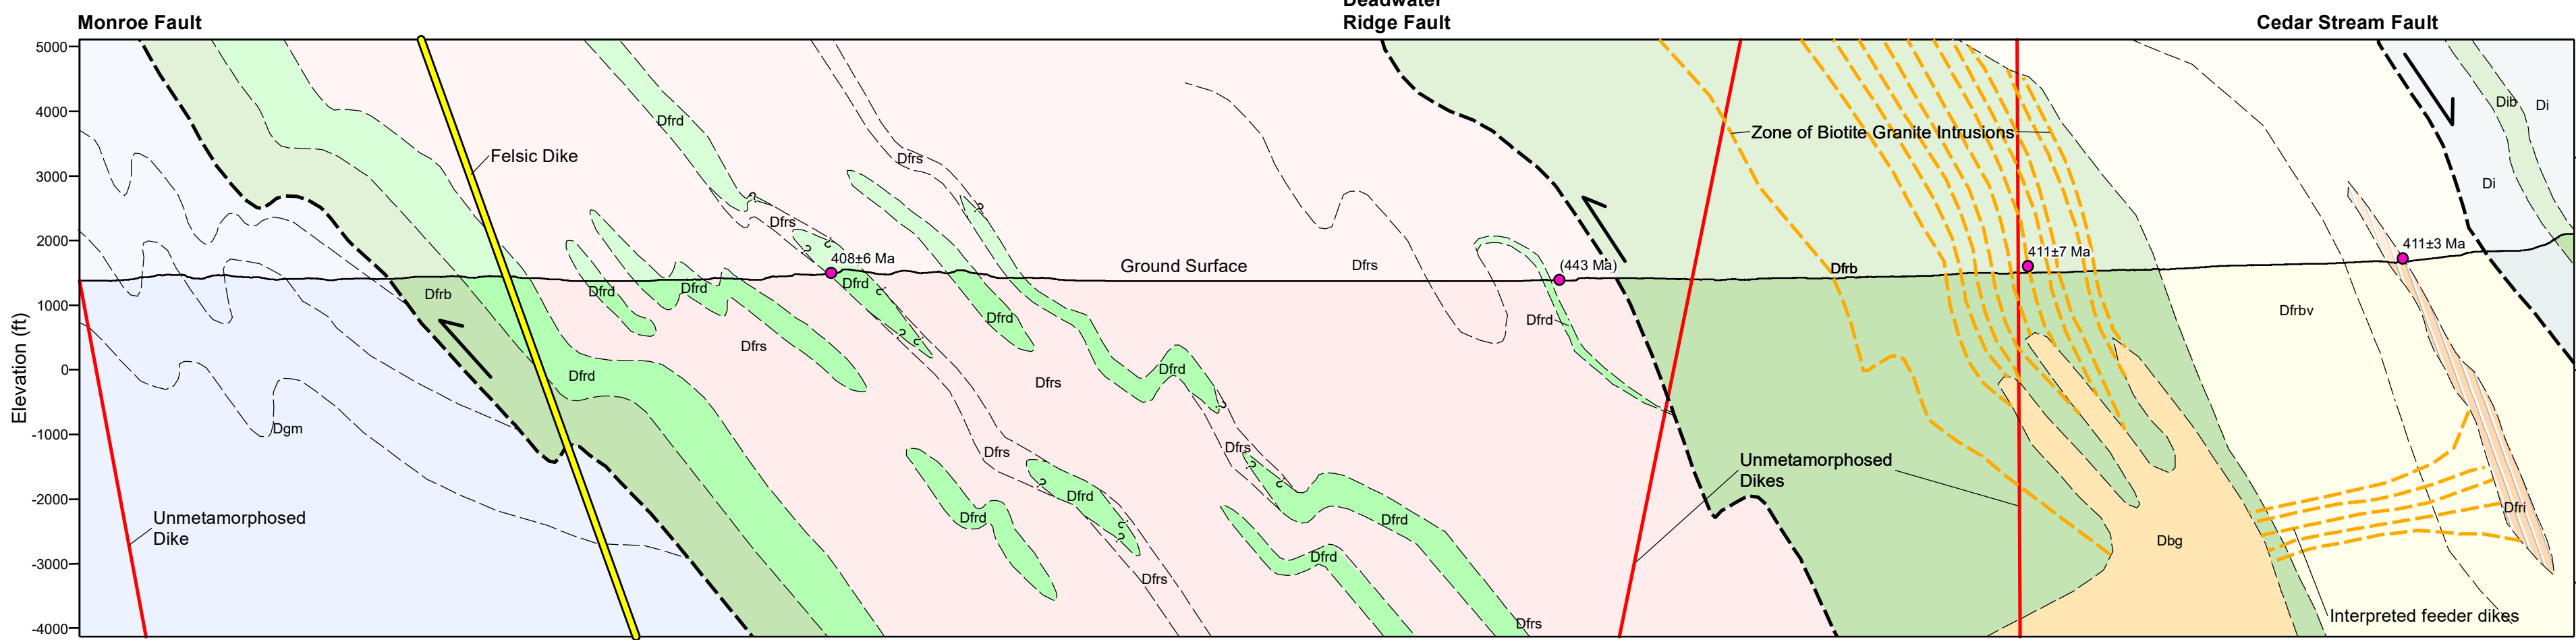 Monroe Fault
Deadwater
Ridge Fault
Cedar Stream Fault
5000
4000
3000
2000
1000
0
-1000
-2000
-3000
-4000
Elevation (ft)
Dib
Di
Di
Dfrd
Zone of Biotite Granite Intrusions
Felsic Dike
Dfrs
?
Dfrs
?
?
?
408±6 Ma
Ground Surface
Dfrs
(443 Ma)
Dfrb
411±7 Ma
411±3 Ma
Dfrb
Dfrd
Dfrd
Dfrd
?
Dfrd
Dfrd
Dfrbv
Dfrs
?
?
Dfrd
Dfrs
Dfrd
?
Dgm
Dfrs
Dfrs
?
?
?
Unmetamorphosed
Dikes
Dfrd
Dfrd
?
?
Dfrd
Dfri
Unmetamorphosed
Dike
Dfrd
Dfrs
Dbg
Dfrs
Interpreted feeder dikes